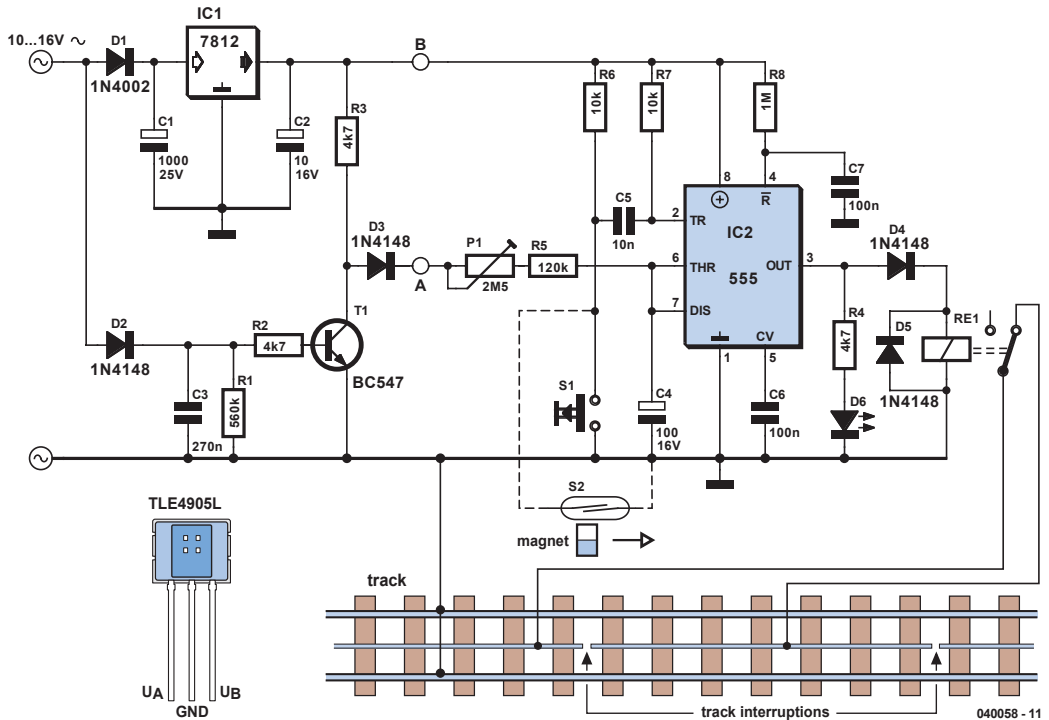 10...16V ~
D1
1N4002
IC1
7812
C1
1000
25V
C2
10
16V
R3
4k7
B
R6
10k
R7
10k
R8
1M
C7
100n
C5
10n
8
4
R
2
TR
IC2
555
6
THR
OUT
3
7
DIS
CV
1
5
D3
1N4148
A
P1
2M5
R5
120k
D4
1N4148
D2
1N4148
R2
4k7
T1
BC547
C3
270n
R1
560k
S1
C4
100
16V
C6
100n
R4
4k7
D5
1N4148
D6
RE1
S2
magnet
TLE4905L
UA
GND
UB
track
track interruptions
040058 - 11